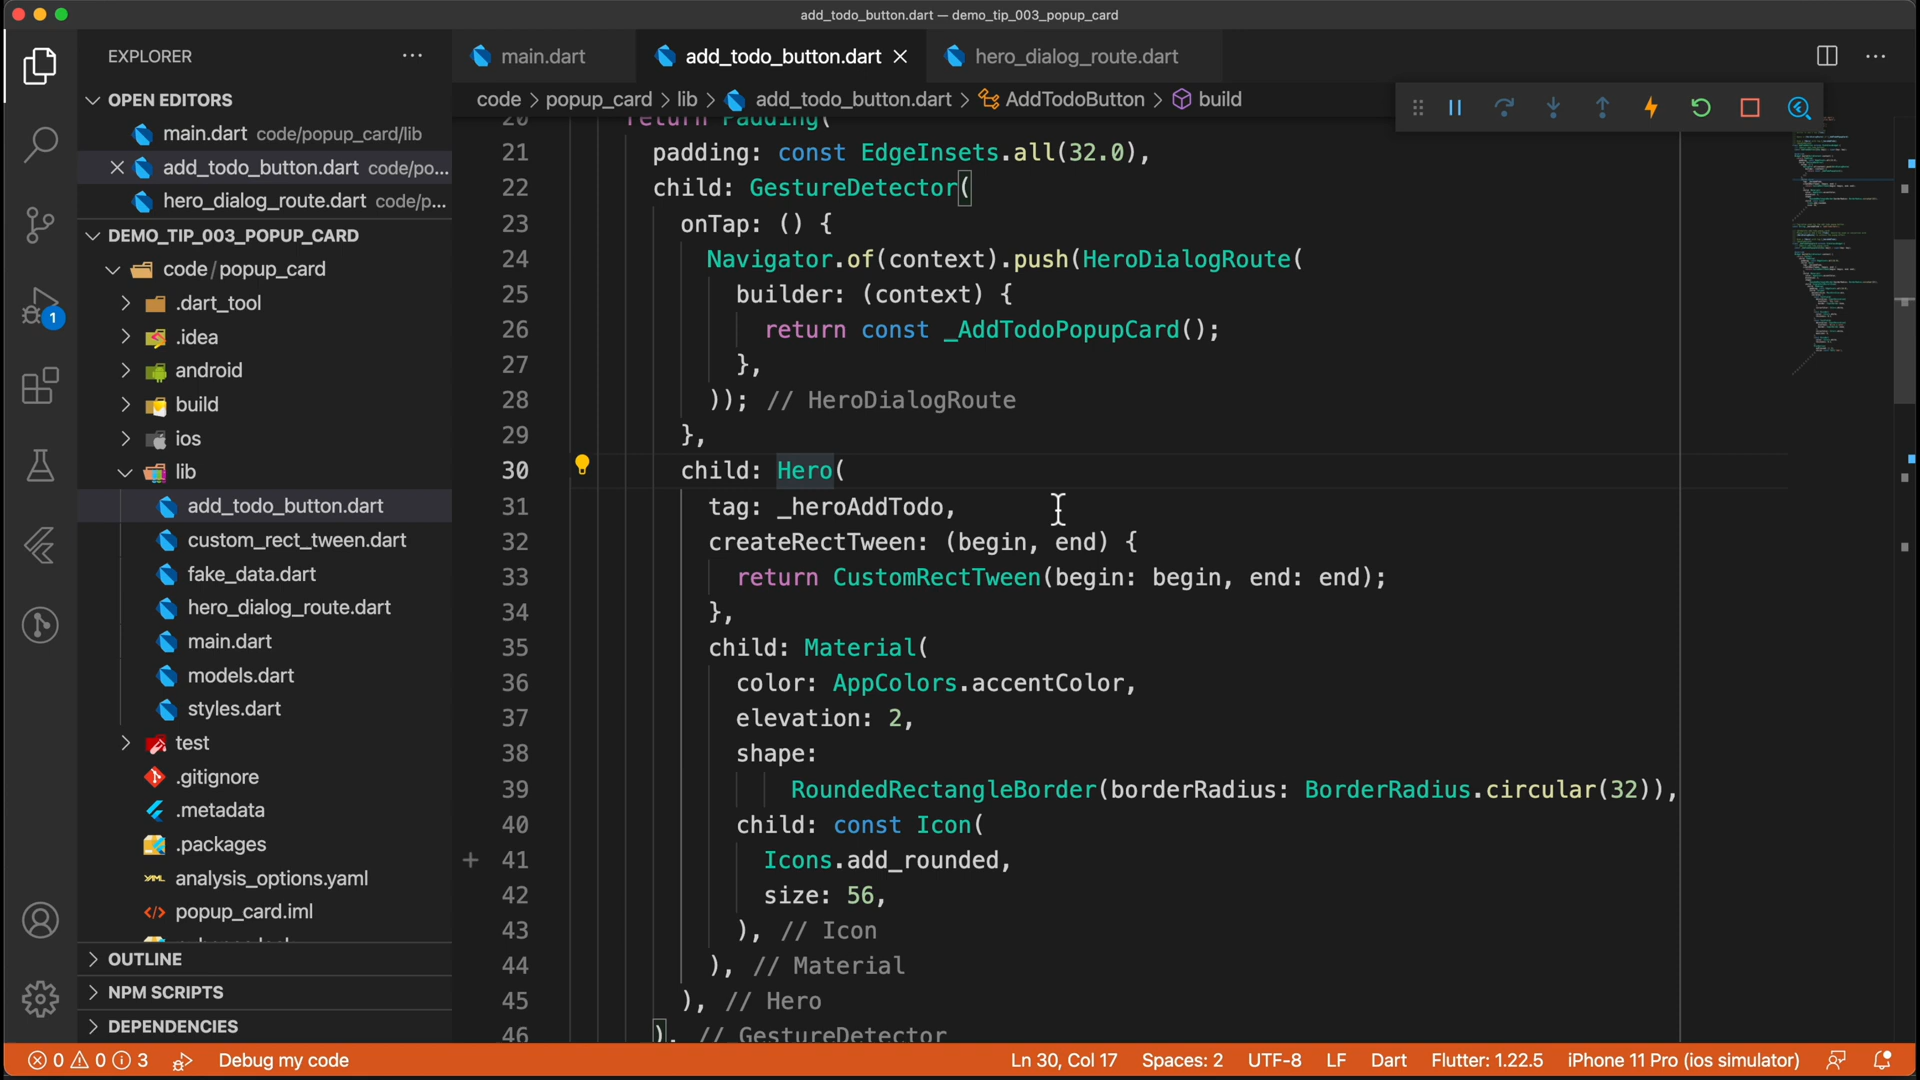 add_todo_button.dart — demo_tip_003_popup_card
EXPLORER
main.dart
add_todo_button.dart
hero_dialog_route.dart
code > popup_card > lib > add_todo_button.dart > AddTodoButton > build
OPEN EDITORS
main.dart code/popup_card/lib
add_todo_button.dart code/po...
hero_dialog_route.dart code/p...
DEMO_TIP_003_POPUP_CARD
code/popup_card
.dart_tool
.idea
android
build
ios
lib
add_todo_button.dart
custom_rect_tween.dart
fake_data.dart
hero_dialog_route.dart
main.dart
models.dart
styles.dart
test
.gitignore
.metadata
.packages
analysis_options.yaml
popup_card.iml
OUTLINE
NPM SCRIPTS
DEPENDENCIES
1
20 return Padding(
21 padding: const EdgeInsets.all(32.0),
22 child: GestureDetector(
23 onTap: () {
24 Navigator.of(context).push(HeroDialogRoute(
25 builder: (context) {
26 return const _AddTodoPopupCard();
27 },
28 )); // HeroDialogRoute
29 },
30 child: Hero(
31 tag: _heroAddTodo,
32 createRectTween: (begin, end) {
33 return CustomRectTween(begin: begin, end: end);
34 },
35 child: Material(
36 color: AppColors.accentColor,
37 elevation: 2,
38 shape:
39 RoundedRectangleBorder(borderRadius: BorderRadius.circular(32)),
40 child: const Icon(
41 Icons.add_rounded,
42 size: 56,
43 ), // Icon
44 ), // Material
45 ), // Hero
46 ), // GestureDetector
0 0 3 Debug my code Ln 30, Col 17 Spaces: 2 UTF-8 LF Dart Flutter: 1.22.5 iPhone 11 Pro (ios simulator)